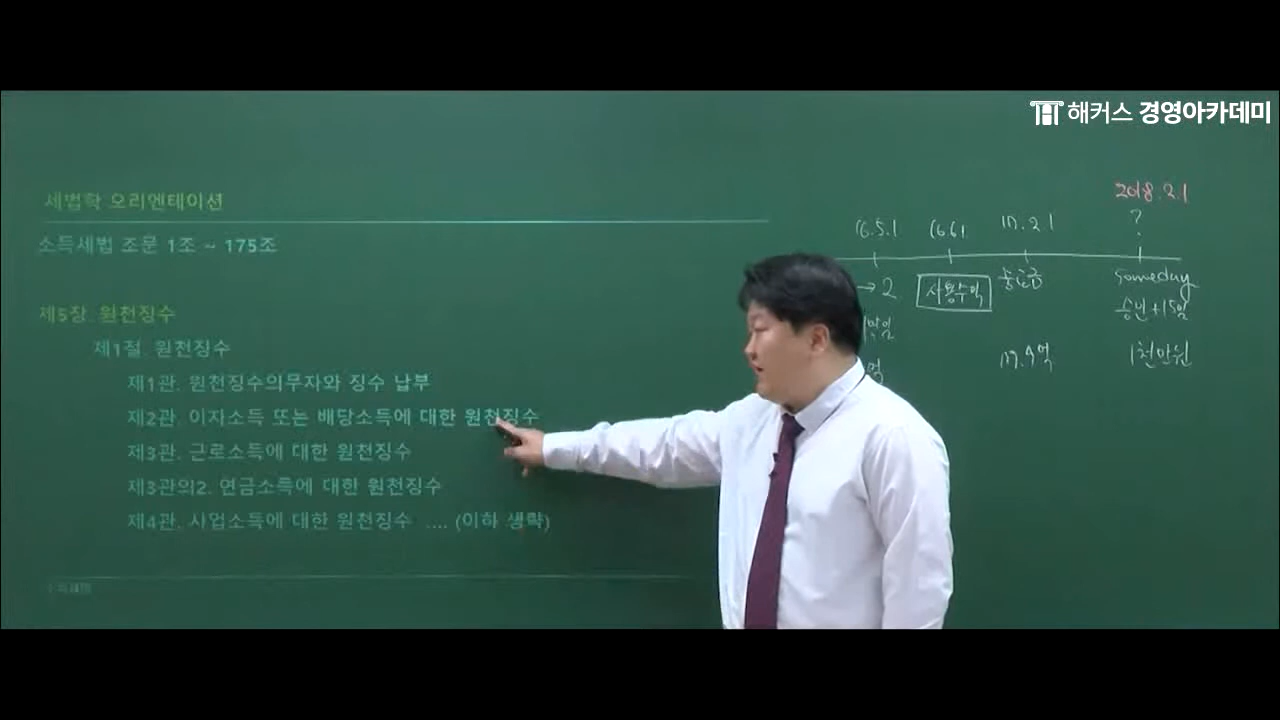 해커스 경영아카데미
세법학 오리엔테이션
소득세법 조문 1조 ~ 175조
제5장. 원천징수
제1절. 원천징수
제1관. 원천징수의무자와 징수 납부
제2관. 이자소득 또는 배당소득에 대한 원천징수
제3관. 근로소득에 대한 원천징수
제3관의2. 연금소득에 대한 원천징수
제4관. 사업소득에 대한 원천징수 .... (이하 생략)
2018.2.1
16.5.1 17.2.1 ?
→ 2 사용수익 someday
+15일
억 1천만원